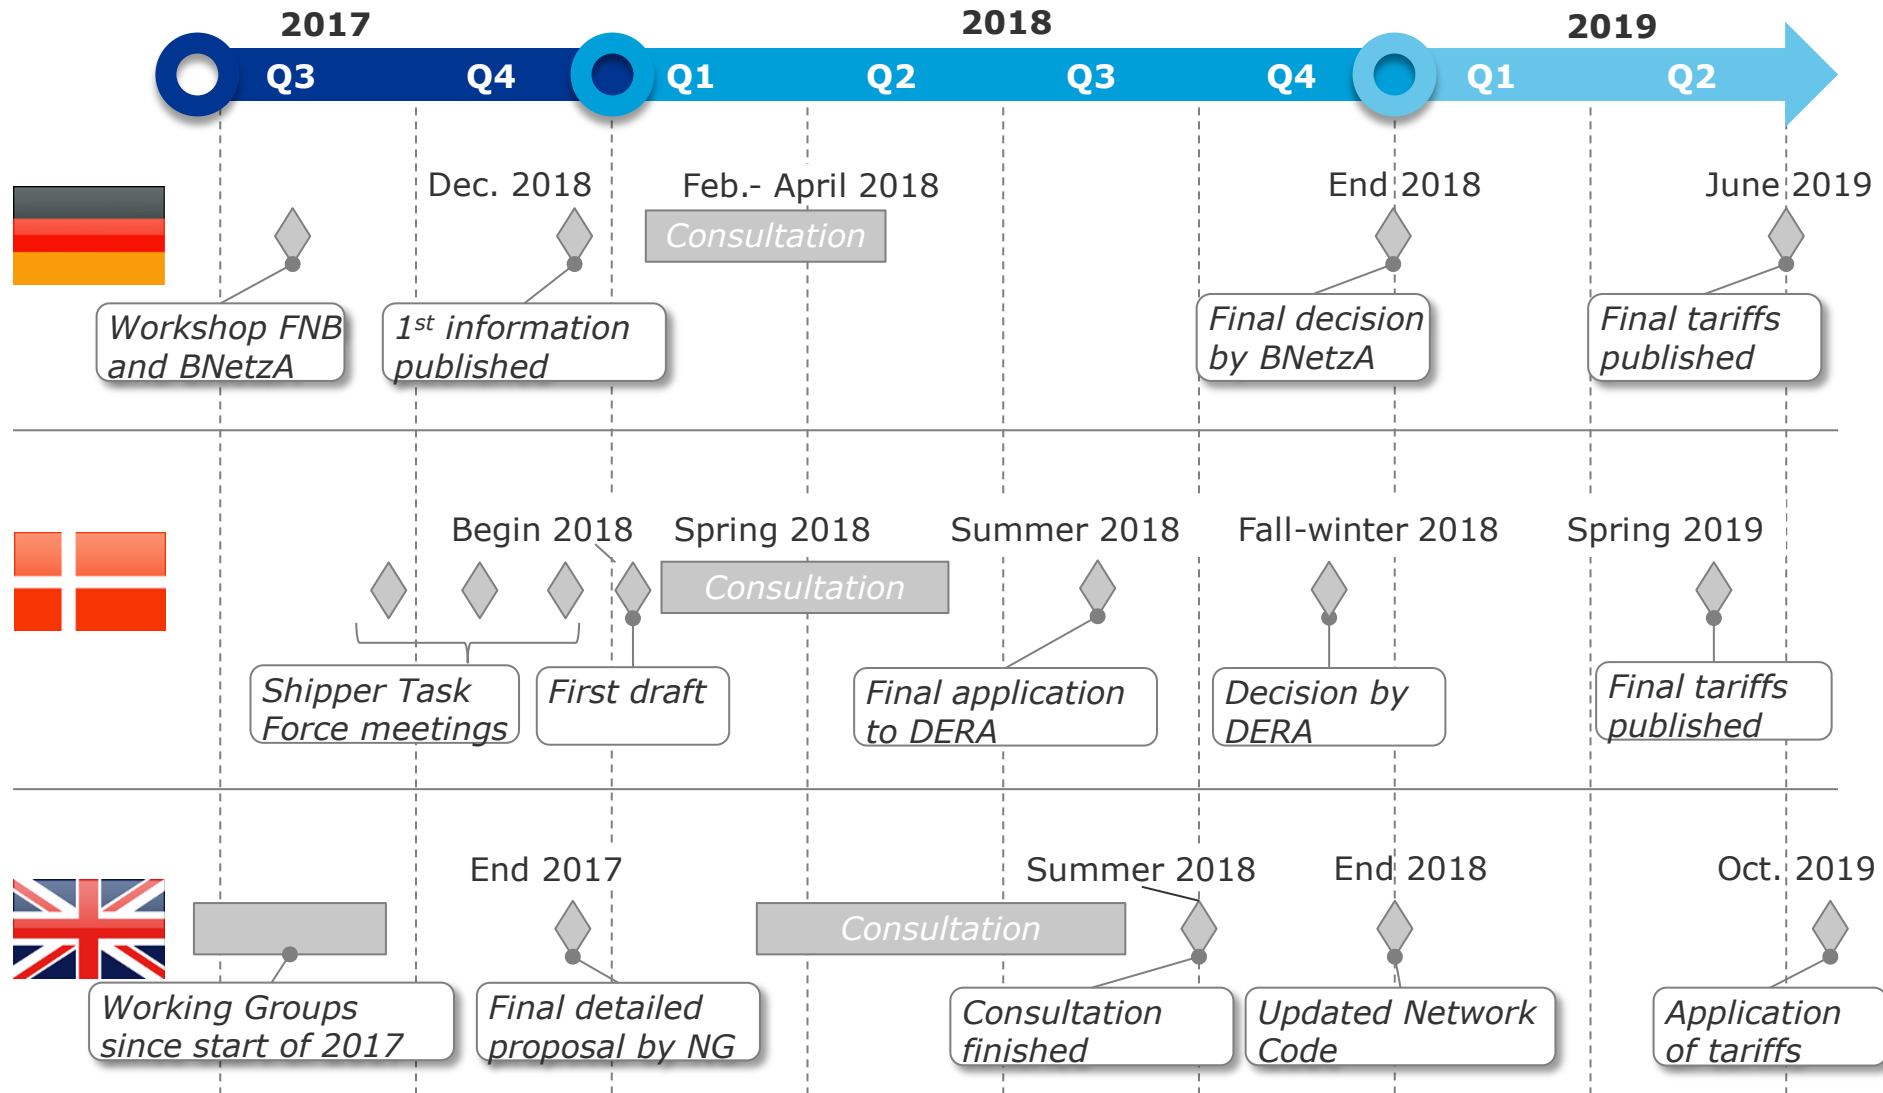 2017
2018
2019
Q3
Q4
Q1
Q2
Q3
Q4
Q1
Q2
Dec. 2018
Feb.- April 2018
End 2018
June 2019
Consultation
Workshop FNB
and BNetzA
1st information
published
Final decision
by BNetzA
Final tariffs
published
Begin 2018
Spring 2018
Summer 2018
Fall-winter 2018
Spring 2019
Consultation
Shipper Task
Force meetings
First draft
Final application
to DERA
Decision by
DERA
Final tariffs
published
End 2017
Summer 2018
End 2018
Oct. 2019
Consultation
Working Groups
since start of 2017
Final detailed
proposal by NG
Consultation
finished
Updated Network
Code
Application
of tariffs